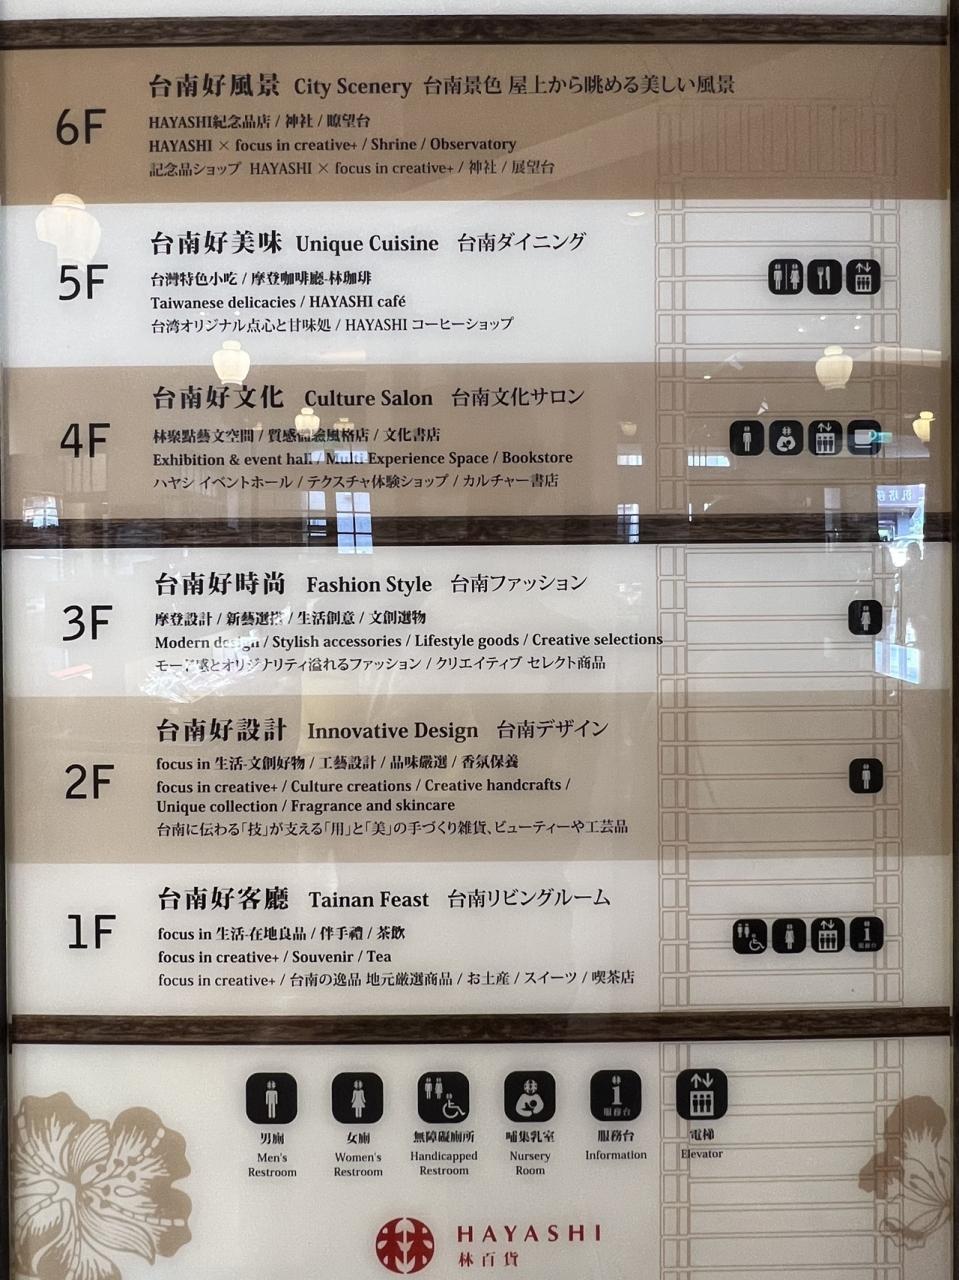 6F
台南好風景 City Scenery 台南景色 屋上から眺める美しい風景
HAYASHI紀念品店 / 神社 / 瞭望台
HAYASHI × focus in creative+ / Shrine / Observatory
記念品ショップ HAYASHI × focus in creative+ / 神社 / 展望台
5F
台南好美味 Unique Cuisine 台南ダイニング
台灣特色小吃 / 摩登咖啡廳-林珈琲
Taiwanese delicacies / HAYASHI café
台湾オリジナル点心と甘味処 / HAYASHI コーヒーショップ
4F
台南好文化 Culture Salon 台南文化サロン
林聚點藝文空間 / 質感體驗風格店 / 文化書店
Exhibition & event hall / Multi Experience Space / Bookstore
ハヤシ イベントホール / テクスチャ体験ショップ / カルチャー書店
3F
台南好時尚 Fashion Style 台南ファッション
摩登設計 / 新藝選搭 / 生活創意 / 文創選物
Modern design / Stylish accessories / Lifestyle goods / Creative selections
モード感とオリジナリティ溢れるファッション / クリエイティブ セレクト商品
2F
台南好設計 Innovative Design 台南デザイン
focus in 生活-文創好物 / 工藝設計 / 品味嚴選 / 香氛保養
focus in creative+ / Culture creations / Creative handcrafts /
Unique collection / Fragrance and skincare
台南に伝わる「技」が支える「用」と「美」の手づくり雑貨、ビューティーや工芸品
1F
台南好客廳 Tainan Feast 台南リビングルーム
focus in 生活-在地良品 / 伴手禮 / 茶飲
focus in creative+ / Souvenir / Tea
focus in creative+ / 台南の逸品 地元厳選商品 / お土産 / スイーツ / 喫茶店
服務台
男廁
Men's
Restroom
女廁
Women's
Restroom
無障礙廁所
Handicapped
Restroom
哺集乳室
Nursery
Room
服務台
服務台
Information
電梯
Elevator
HAYASHI
林百貨